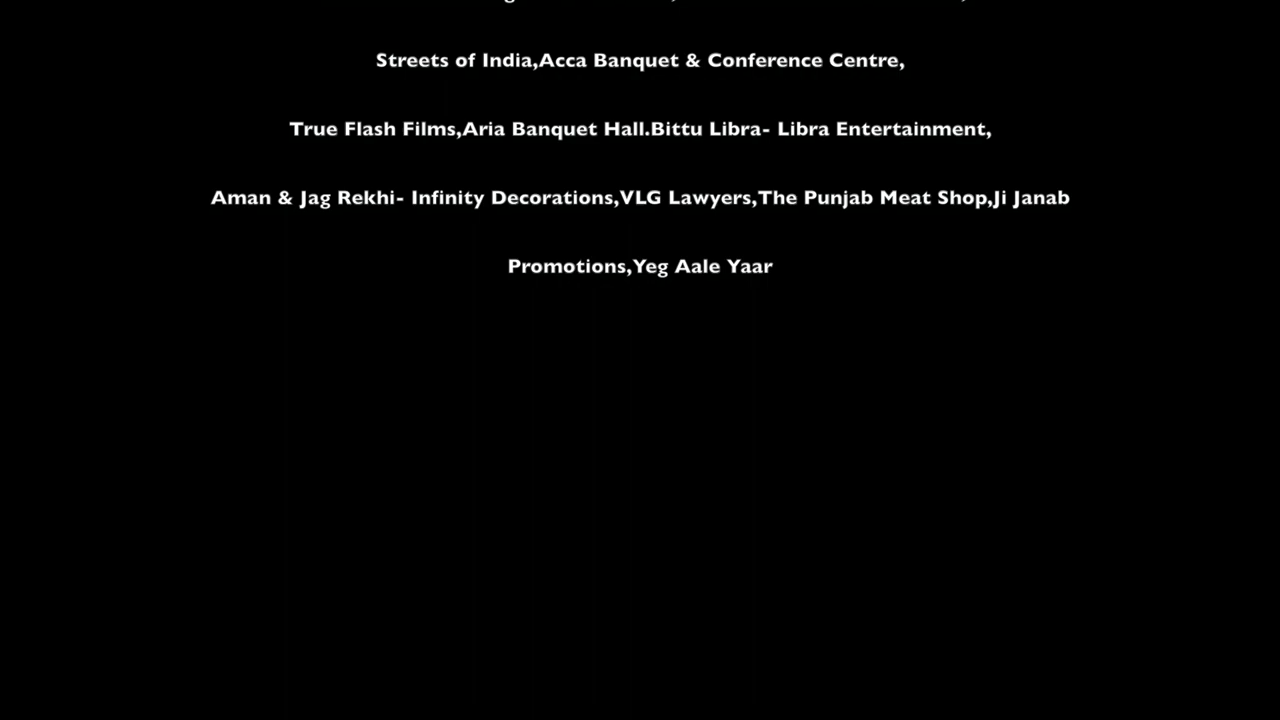 Streets of India,Acca Banquet & Conference Centre,
True Flash Films,Aria Banquet Hall.Bittu Libra- Libra Entertainment,
Aman & Jag Rekhi- Infinity Decorations,VLG Lawyers,The Punjab Meat Shop,Ji Janab
Promotions,Yeg Aale Yaar